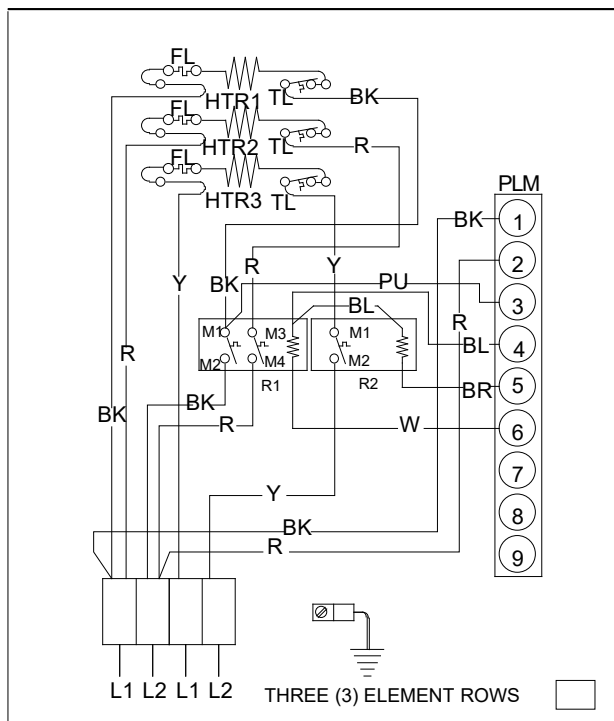 FL
HTR1 TL BK
FL
HTR2 TL R
FL
HTR3 TL
PLM
BK 1
2
Y BK R Y PU 3
R
BL
M1 M3 M1 BL 4
M2 M4 M2
R1 R2
BR 5
R BK
BK R W 6
7
Y
BK 8
R 9
L1 L2 L1 L2
THREE (3) ELEMENT ROWS